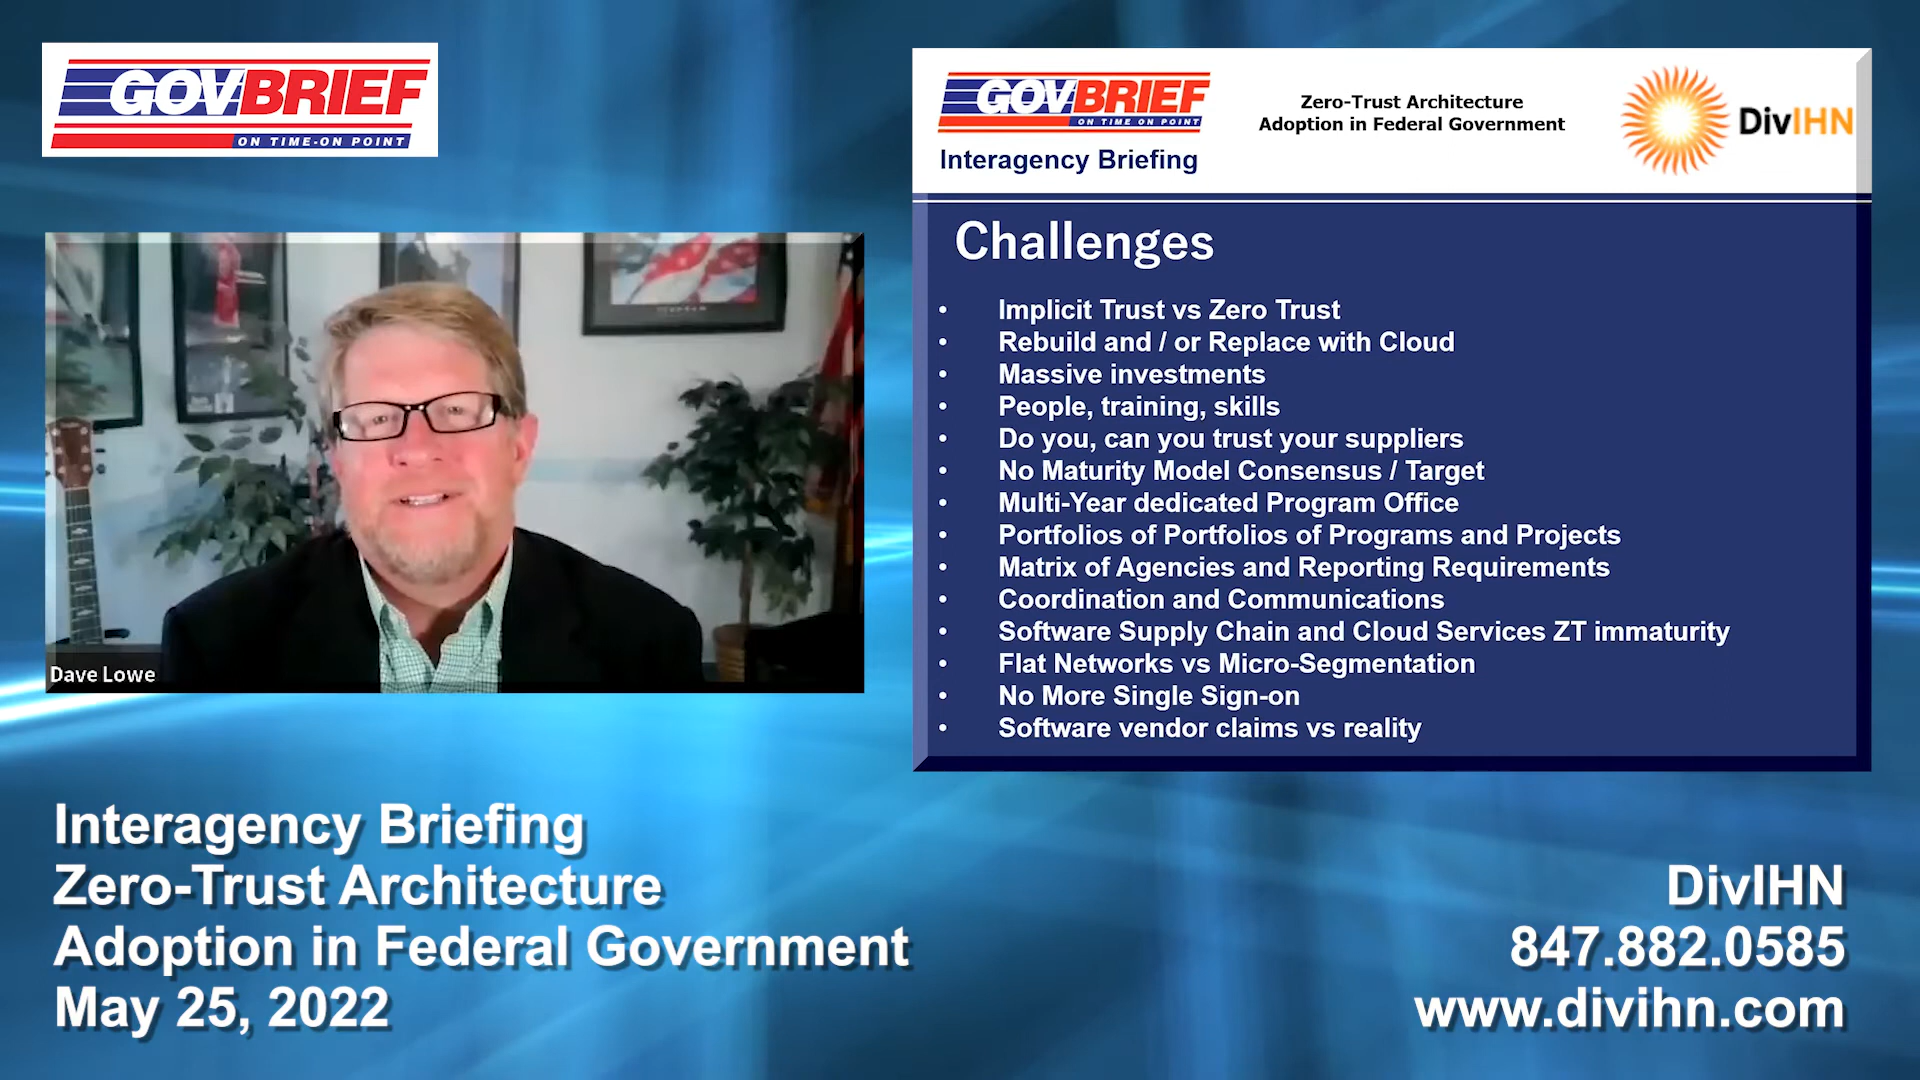 GOVBRIEF
ON TIME-ON POINT
Dave Lowe
GOVBRIEF
ON TIME ON POINT
Interagency Briefing
Zero-Trust Architecture
Adoption in Federal Government
DivIHN
Challenges
• Implicit Trust vs Zero Trust
• Rebuild and / or Replace with Cloud
• Massive investments
• People, training, skills
• Do you, can you trust your suppliers
• No Maturity Model Consensus / Target
• Multi-Year dedicated Program Office
• Portfolios of Portfolios of Programs and Projects
• Matrix of Agencies and Reporting Requirements
• Coordination and Communications
• Software Supply Chain and Cloud Services ZT immaturity
• Flat Networks vs Micro-Segmentation
• No More Single Sign-on
• Software vendor claims vs reality
Interagency Briefing
Zero-Trust Architecture
Adoption in Federal Government
May 25, 2022
DivIHN
847.882.0585
www.divihn.com